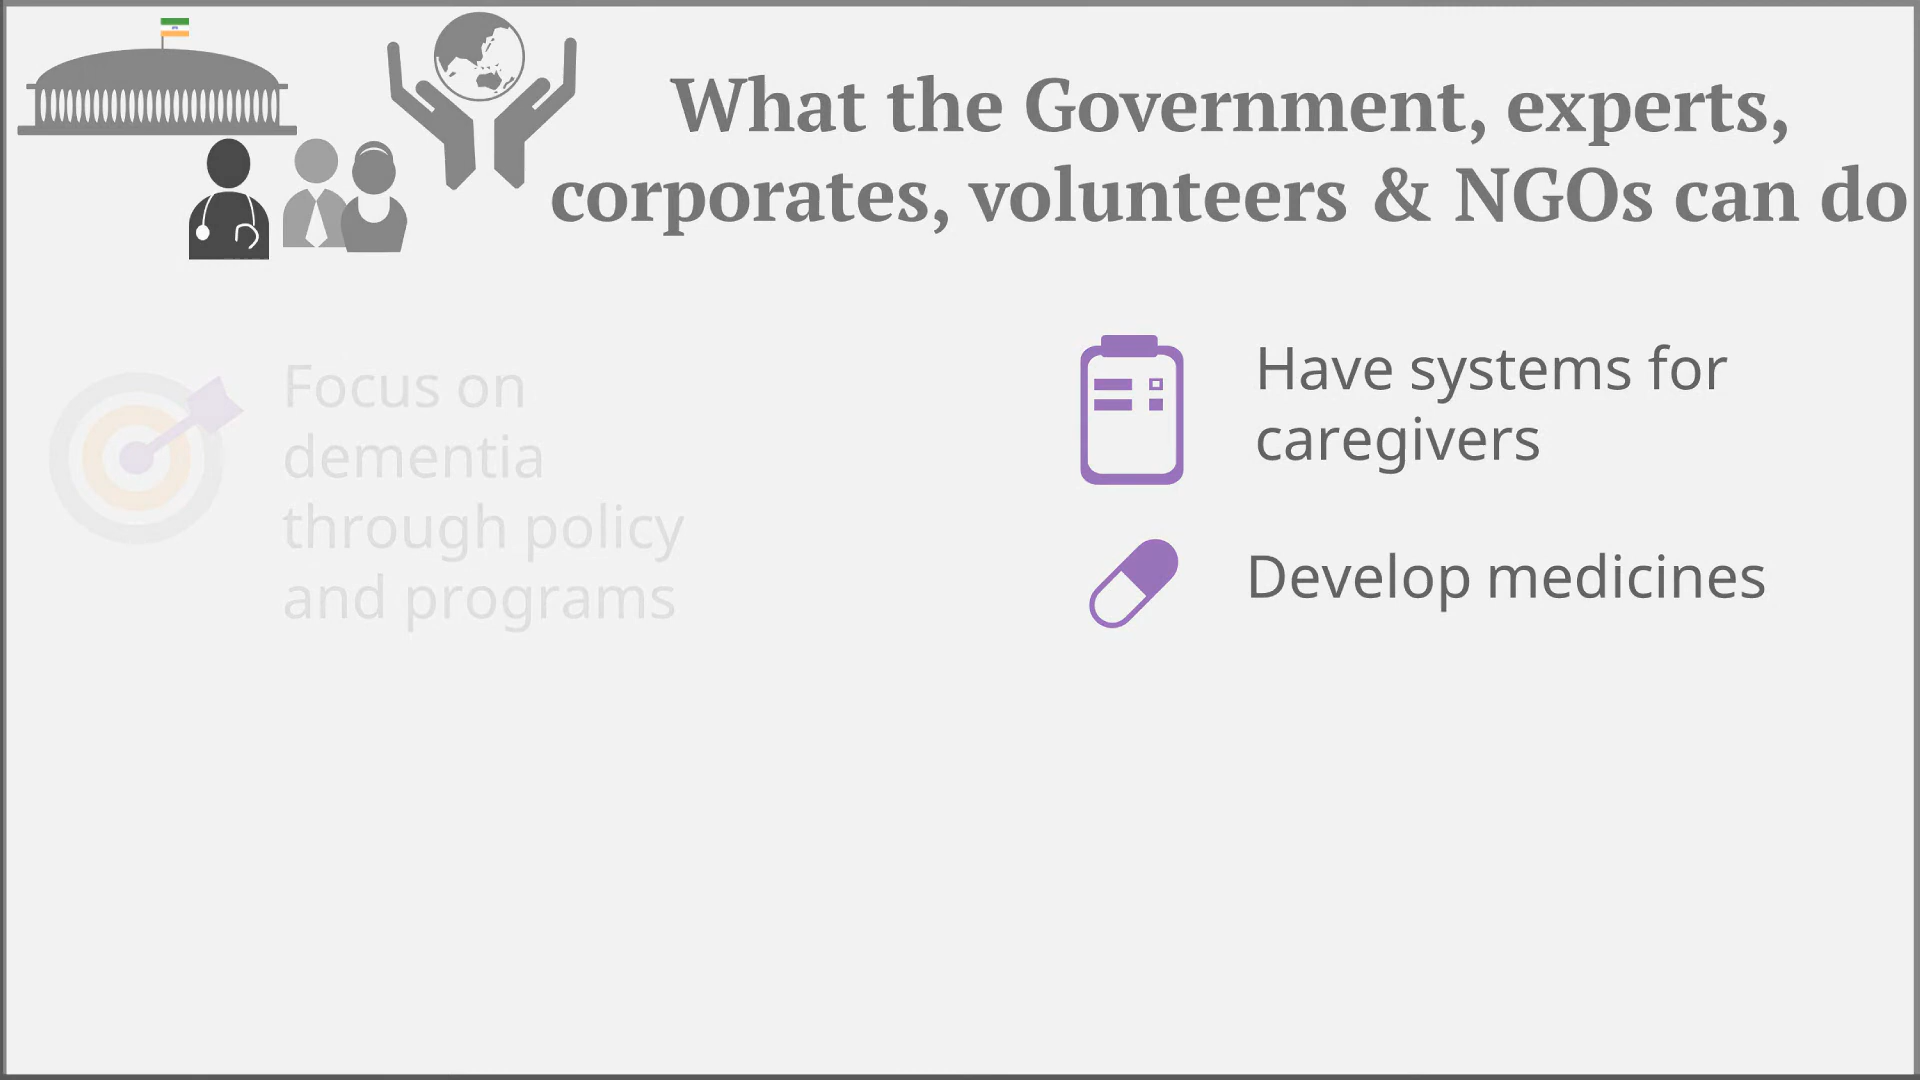 What the Government, experts,
corporates, volunteers & NGOs can do
Focus on
dementia
through policy
and programs
Have systems for
caregivers
Develop medicines